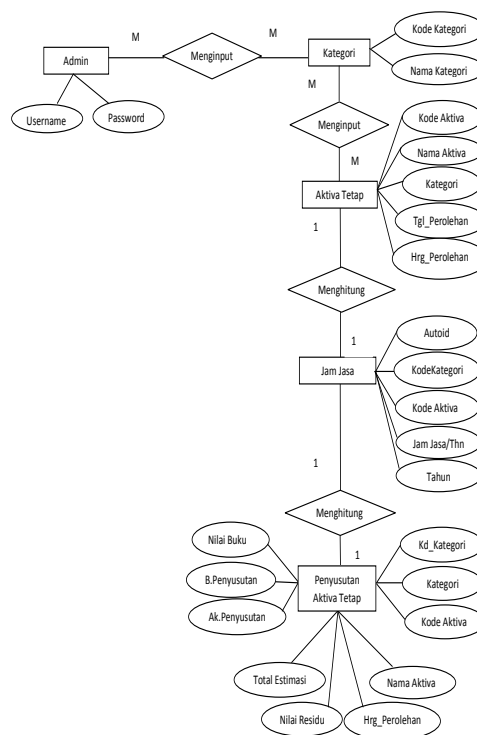 Kode Kategori
M
M
Admin
Menginput
Kategori
Nama Kategori
M
Username
Password
Kode Aktiva
Menginput
Nama Aktiva
M
Kategori
Aktiva Tetap
Tgl_Perolehan
1
Hrg_Perolehan
Menghitung
Autoid
1
Jam Jasa
KodeKategori
Kode Aktiva
Jam Jasa/Thn
1
Tahun
Menghitung
Nilai Buku
Kd_Kategori
1
B.Penyusutan
Penyusutan
Aktiva Tetap
Kategori
Ak.Penyusutan
Kode Aktiva
Total Estimasi
Nama Aktiva
Nilai Residu
Hrg_Perolehan